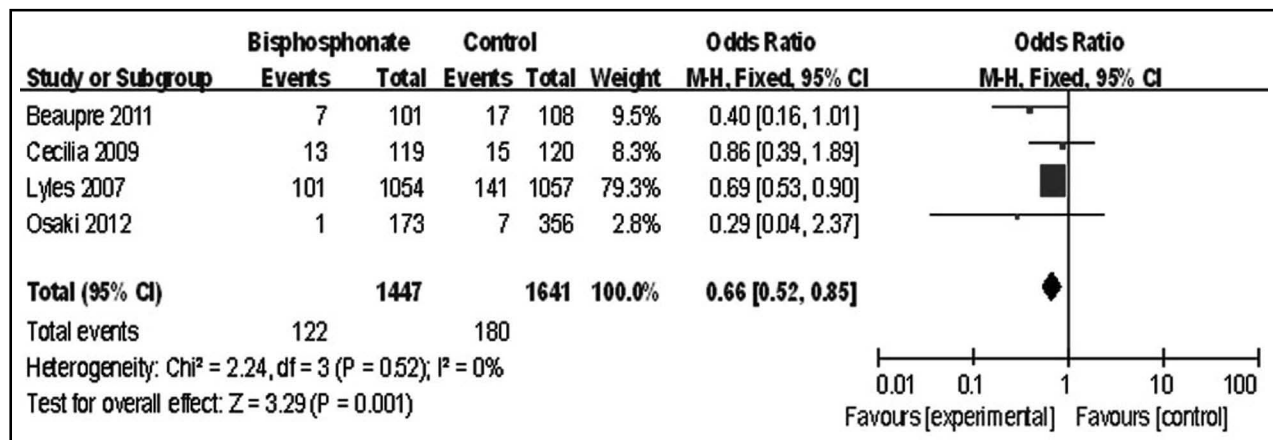 Bisphosphonate Control Odds Ratio Odds Ratio
Study or Subgroup Events Total Events Total Weight M-H, Fixed, 95% CI M-H, Fixed, 95% CI
Beaupre 2011 7 101 17 108 9.5% 0.40 [0.16, 1.01]
Cecilia 2009 13 119 15 120 8.3% 0.86 [0.39, 1.89]
Lyles 2007 101 1054 141 1057 79.3% 0.69 [0.53, 0.90]
Osaki 2012 1 173 7 356 2.8% 0.29 [0.04, 2.37]
Total (95% CI) 1447 1641 100.0% 0.66 [0.52, 0.85]
Total events 122 180
Heterogeneity: Chi² = 2.24, df = 3 (P = 0.52); I² = 0%
Test for overall effect: Z = 3.29 (P = 0.001)
0.01 0.1 1 10 100
Favours [experimental] Favours [control]